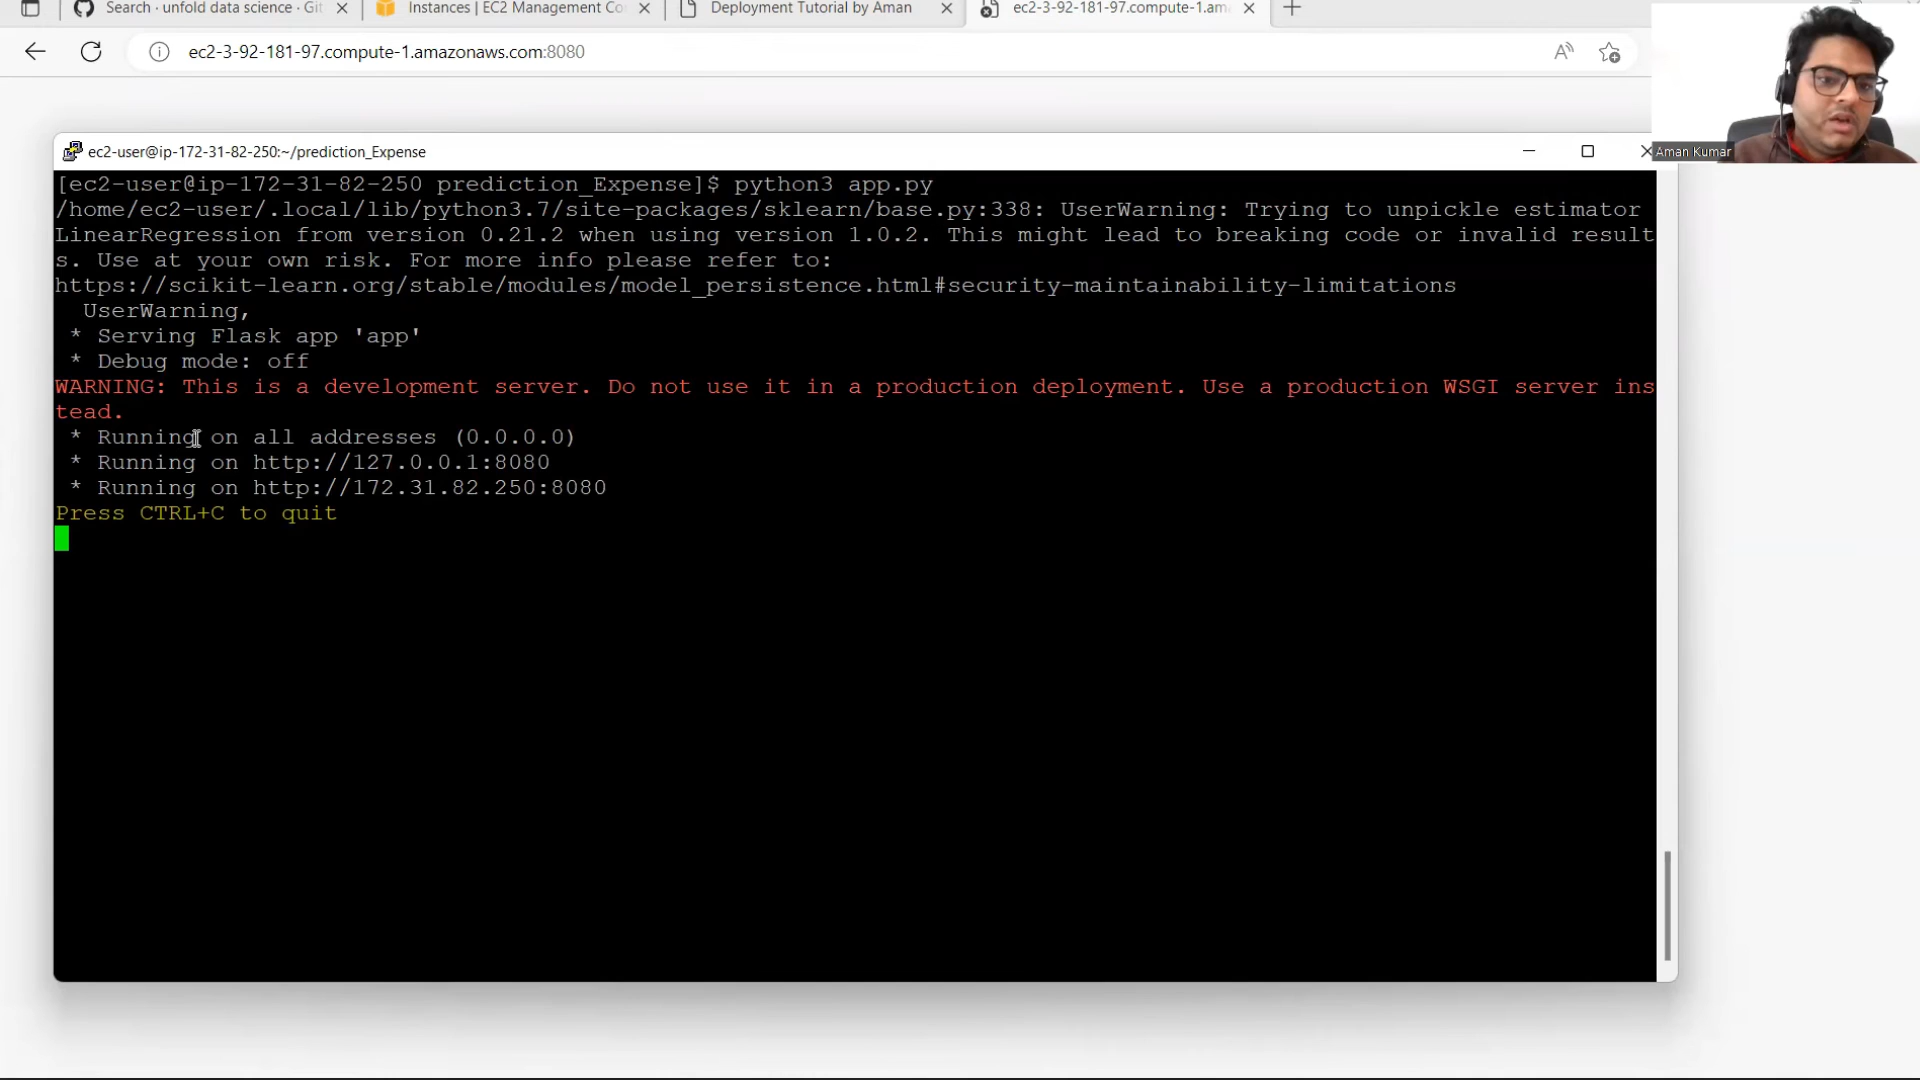 Search · unfold data science · Git
Instances | EC2 Management Co
Deployment Tutorial by Aman
ec2-3-92-181-97.compute-1.ama
ec2-3-92-181-97.compute-1.amazonaws.com:8080
Aman Kumar
ec2-user@ip-172-31-82-250:~/prediction_Expense
[ec2-user@ip-172-31-82-250 prediction_Expense]$ python3 app.py
/home/ec2-user/.local/lib/python3.7/site-packages/sklearn/base.py:338: UserWarning: Trying to unpickle estimator
LinearRegression from version 0.21.2 when using version 1.0.2. This might lead to breaking code or invalid result
s. Use at your own risk. For more info please refer to:
https://scikit-learn.org/stable/modules/model_persistence.html#security-maintainability-limitations
UserWarning,
* Serving Flask app 'app'
* Debug mode: off
WARNING: This is a development server. Do not use it in a production deployment. Use a production WSGI server ins
tead.
* Running on all addresses (0.0.0.0)
* Running on http://127.0.0.1:8080
* Running on http://172.31.82.250:8080
Press CTRL+C to quit